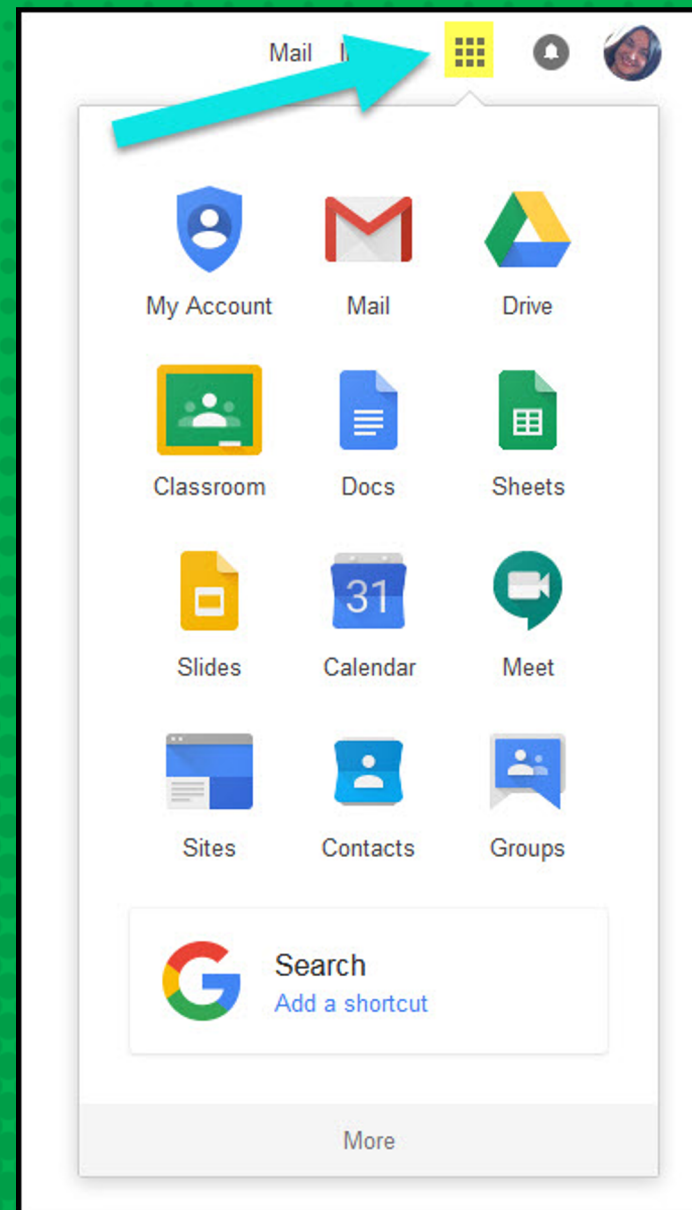 Mail
My Account Mail Drive
Classroom Docs Sheets
31
Slides Calendar Meet
Sites Contacts Groups
Search
Add a shortcut
More